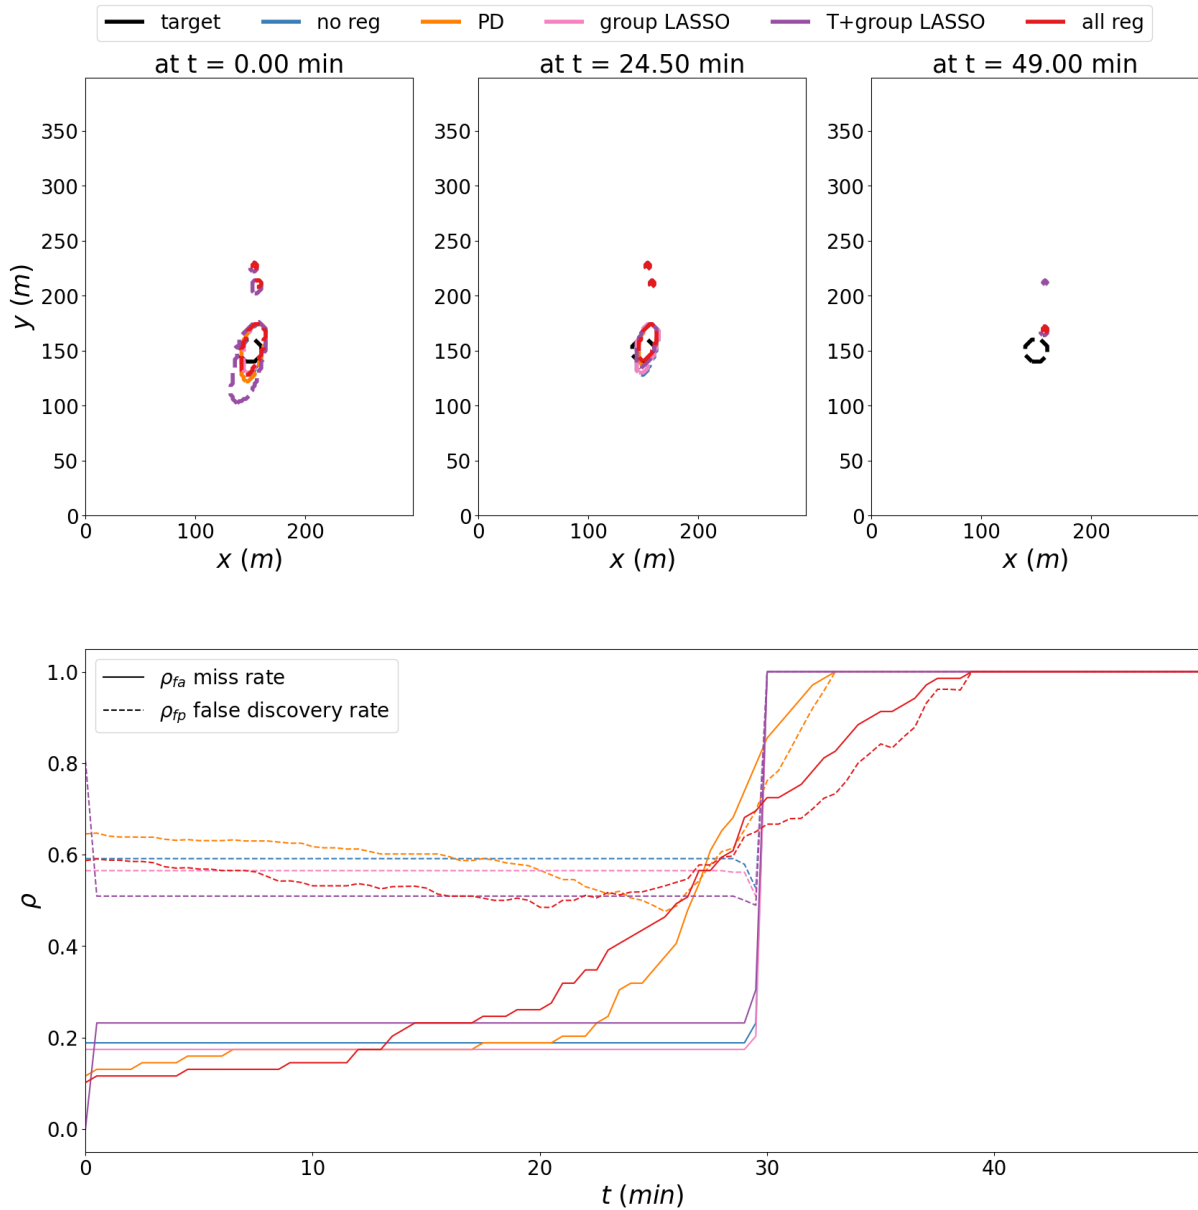 target no reg PD group LASSO T+group LASSO all reg
at t = 0.00 min at t = 24.50 min at t = 49.00 min
350 350 350
300 300 300
250 250 250
200 200 200
150 150 150
100 100 100
50 50 50
0 0 0
y (m)
0 100 200 0 100 200 0 100 200
x (m) x (m) x (m)
ρfa miss rate
ρfp false discovery rate
1.0
0.8
0.6
0.4
0.2
0.0
ρ
0 10 20 30 40
t (min)